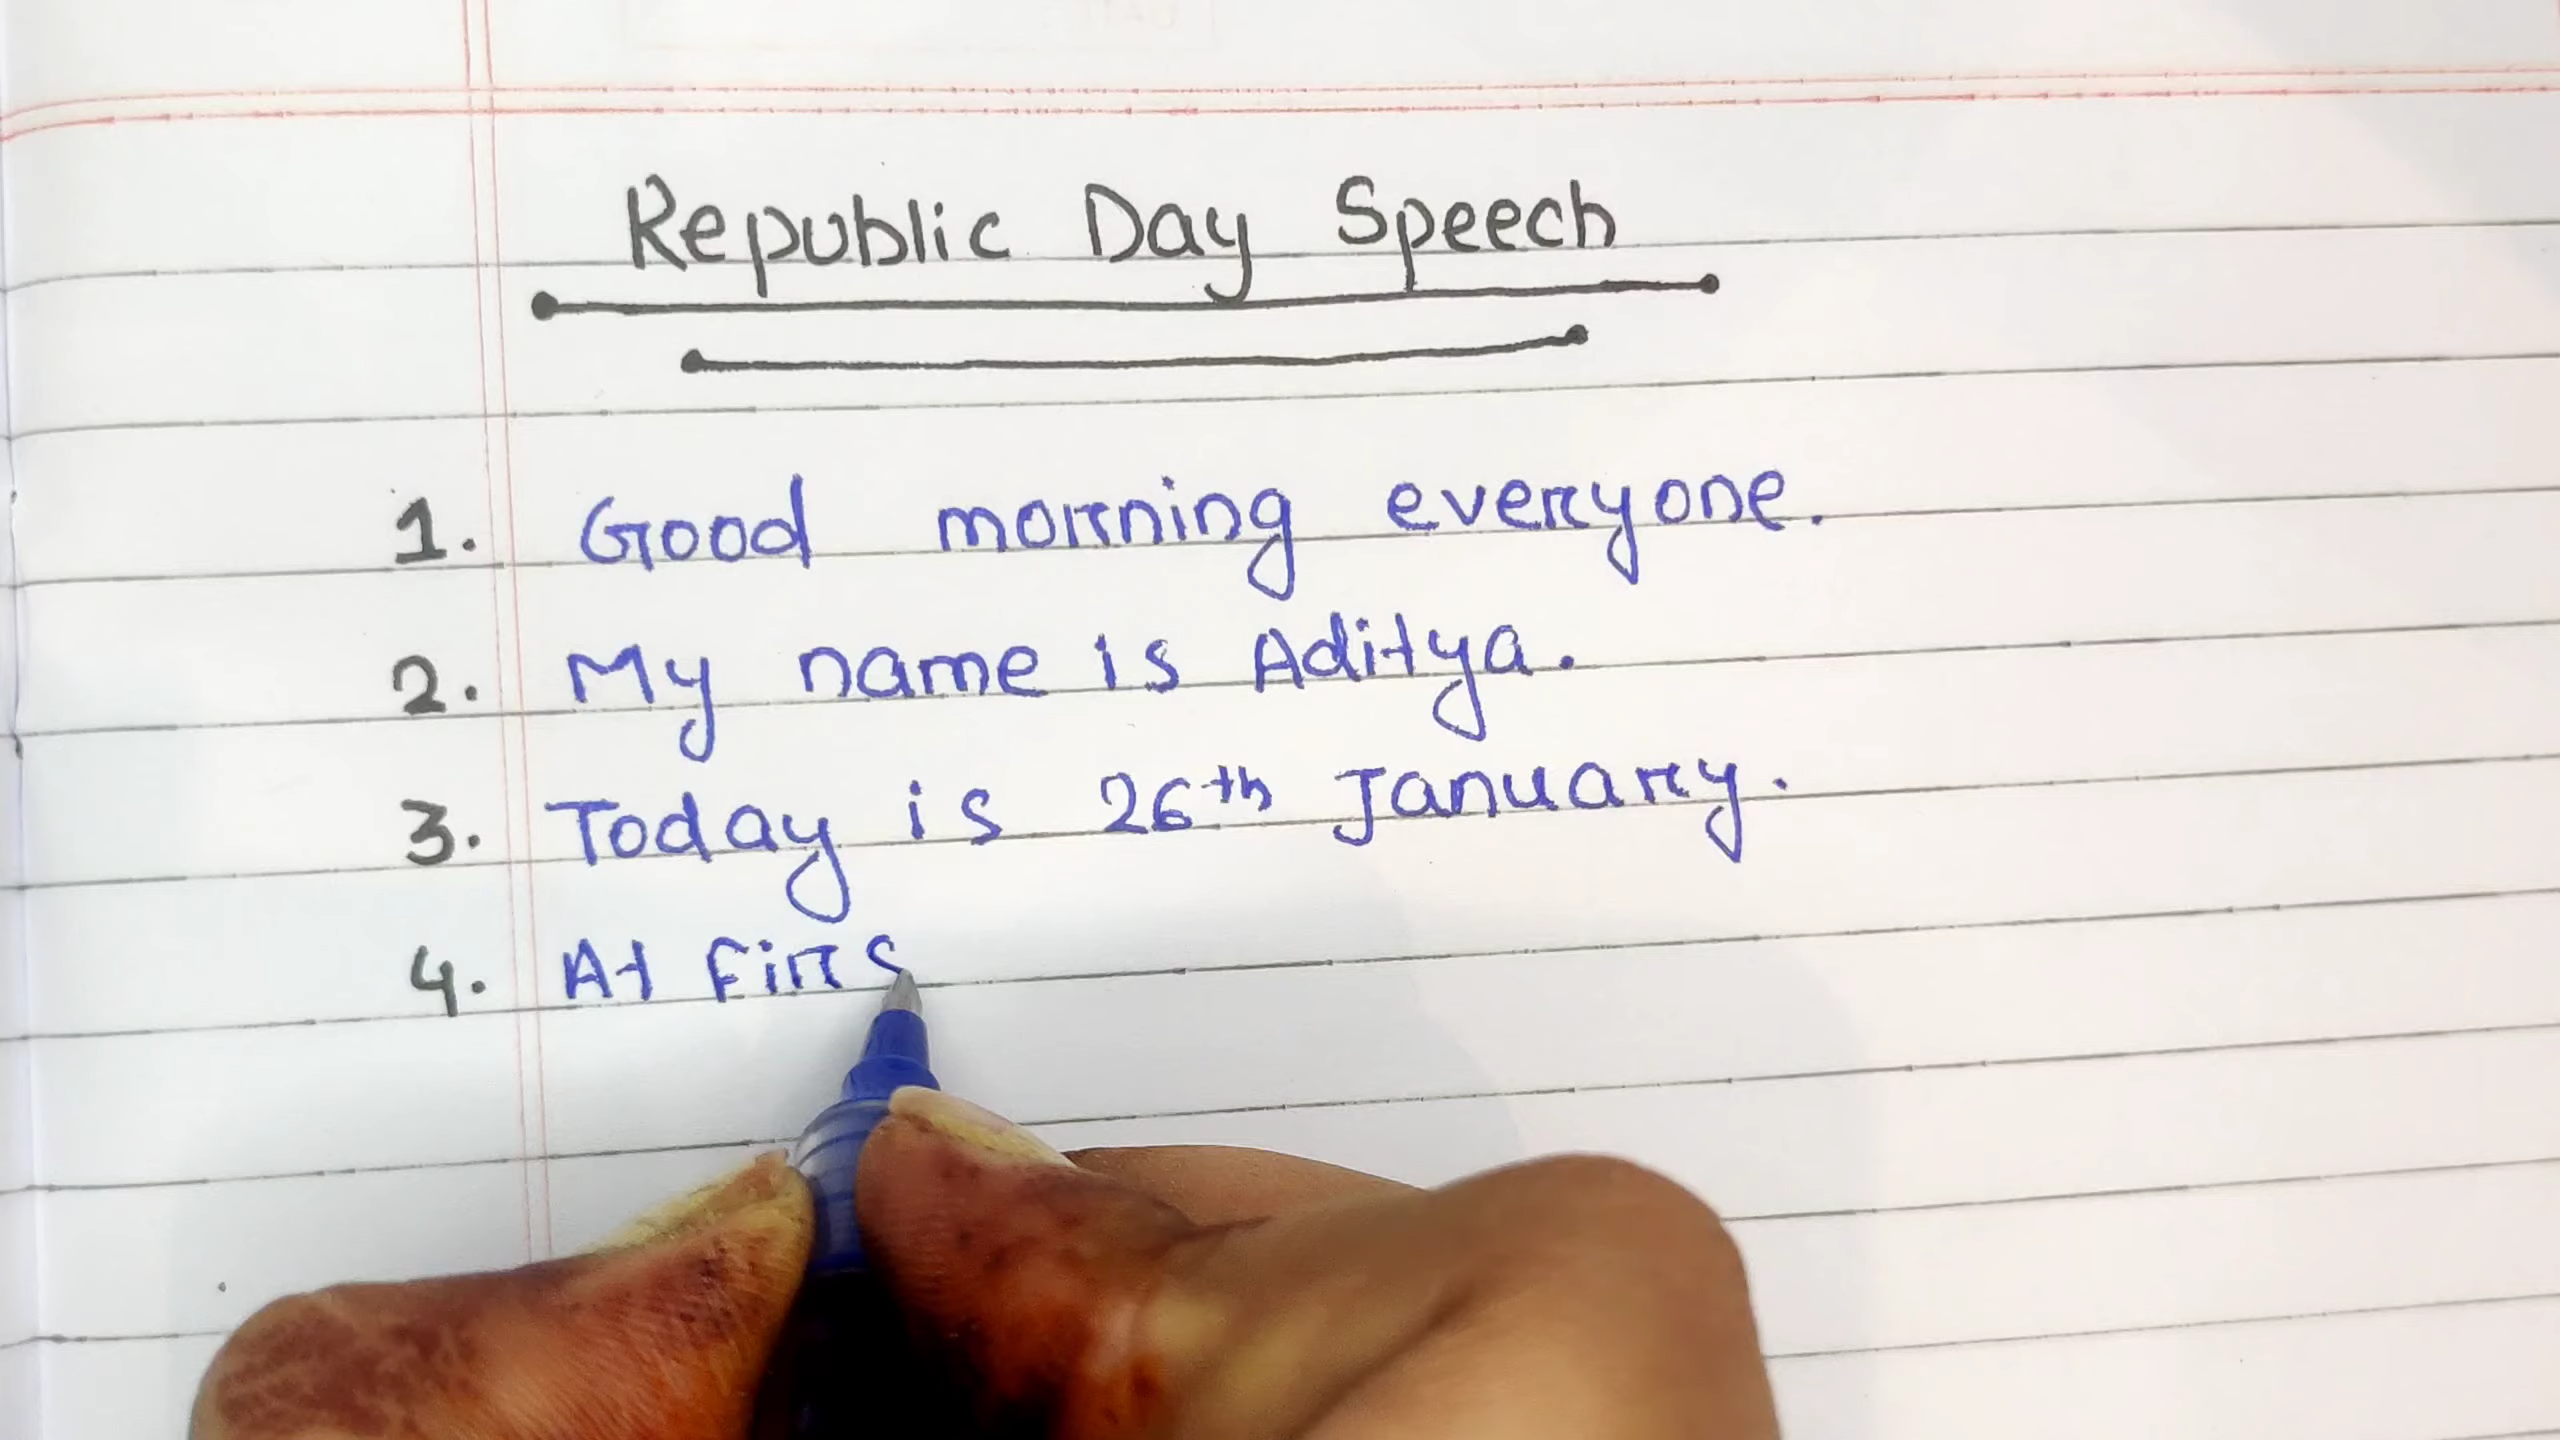 Republic Day Speech
1. Good morning everyone.
2. My name is Aditya.
3. Today is 26th January.
4. At firs